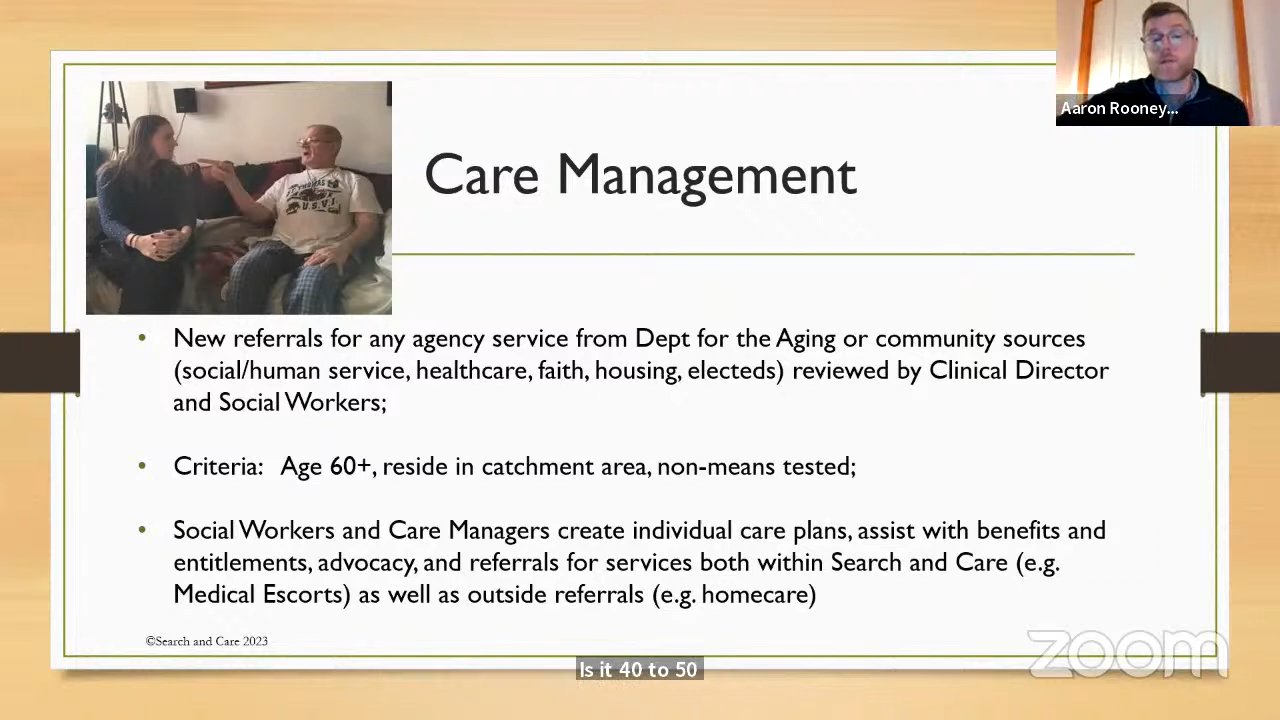 Aaron Rooney...
Care Management
• New referrals for any agency service from Dept for the Aging or community sources
(social/human service, healthcare, faith, housing, electeds) reviewed by Clinical Director
and Social Workers;
• Criteria: Age 60+, reside in catchment area, non-means tested;
• Social Workers and Care Managers create individual care plans, assist with benefits and
entitlements, advocacy, and referrals for services both within Search and Care (e.g.
Medical Escorts) as well as outside referrals (e.g. homecare)
©Search and Care 2023
zoom
Is it 40 to 50